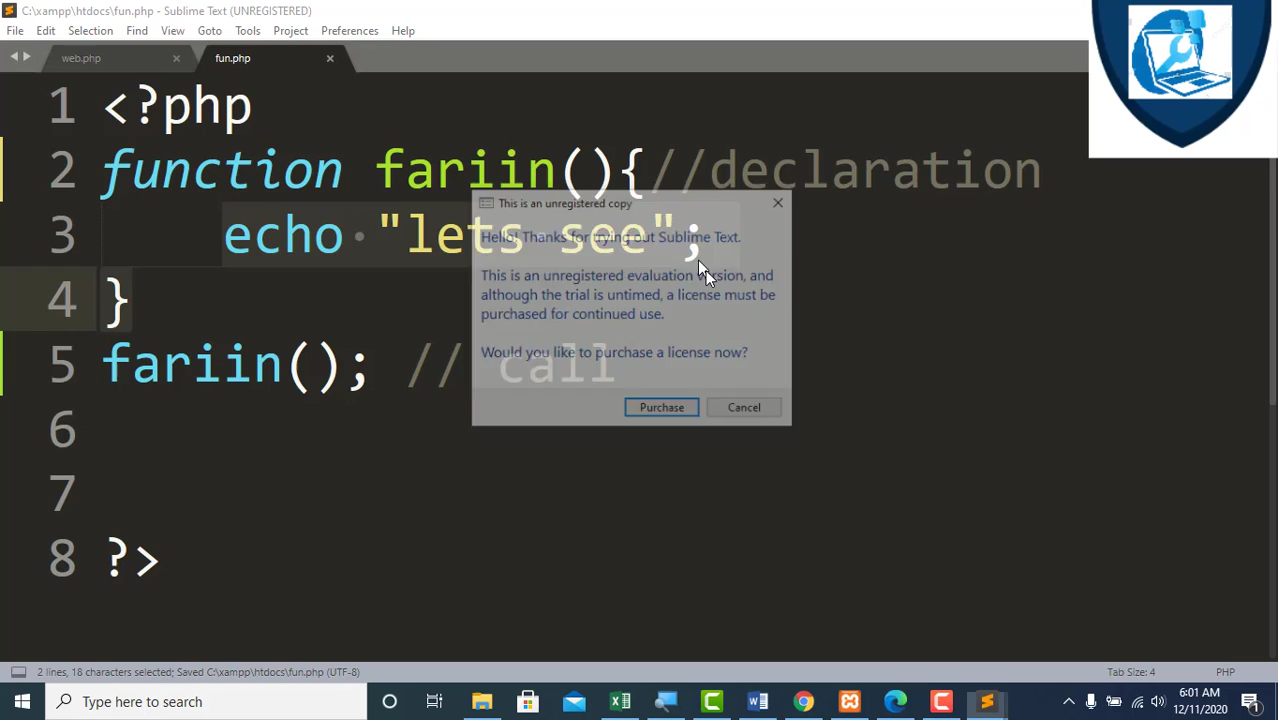 C:\xampp\htdocs\fun.php - Sublime Text (UNREGISTERED)
File Edit Selection Find View Goto Tools Project Preferences Help
web.php fun.php
1 <?php
2 function fariin(){//declaration
3 echo "lets see";
4 }
5 fariin(); // call
6
7
8 ?>
This is an unregistered copy
Hello! Thanks for trying out Sublime Text.
This is an unregistered evaluation version, and
although the trial is untimed, a license must be
purchased for continued use.
Would you like to purchase a license now?
Purchase Cancel
2 lines, 18 characters selected; Saved C:\xampp\htdocs\fun.php (UTF-8) Tab Size: 4 PHP
Type here to search
6:01 AM
12/11/2020